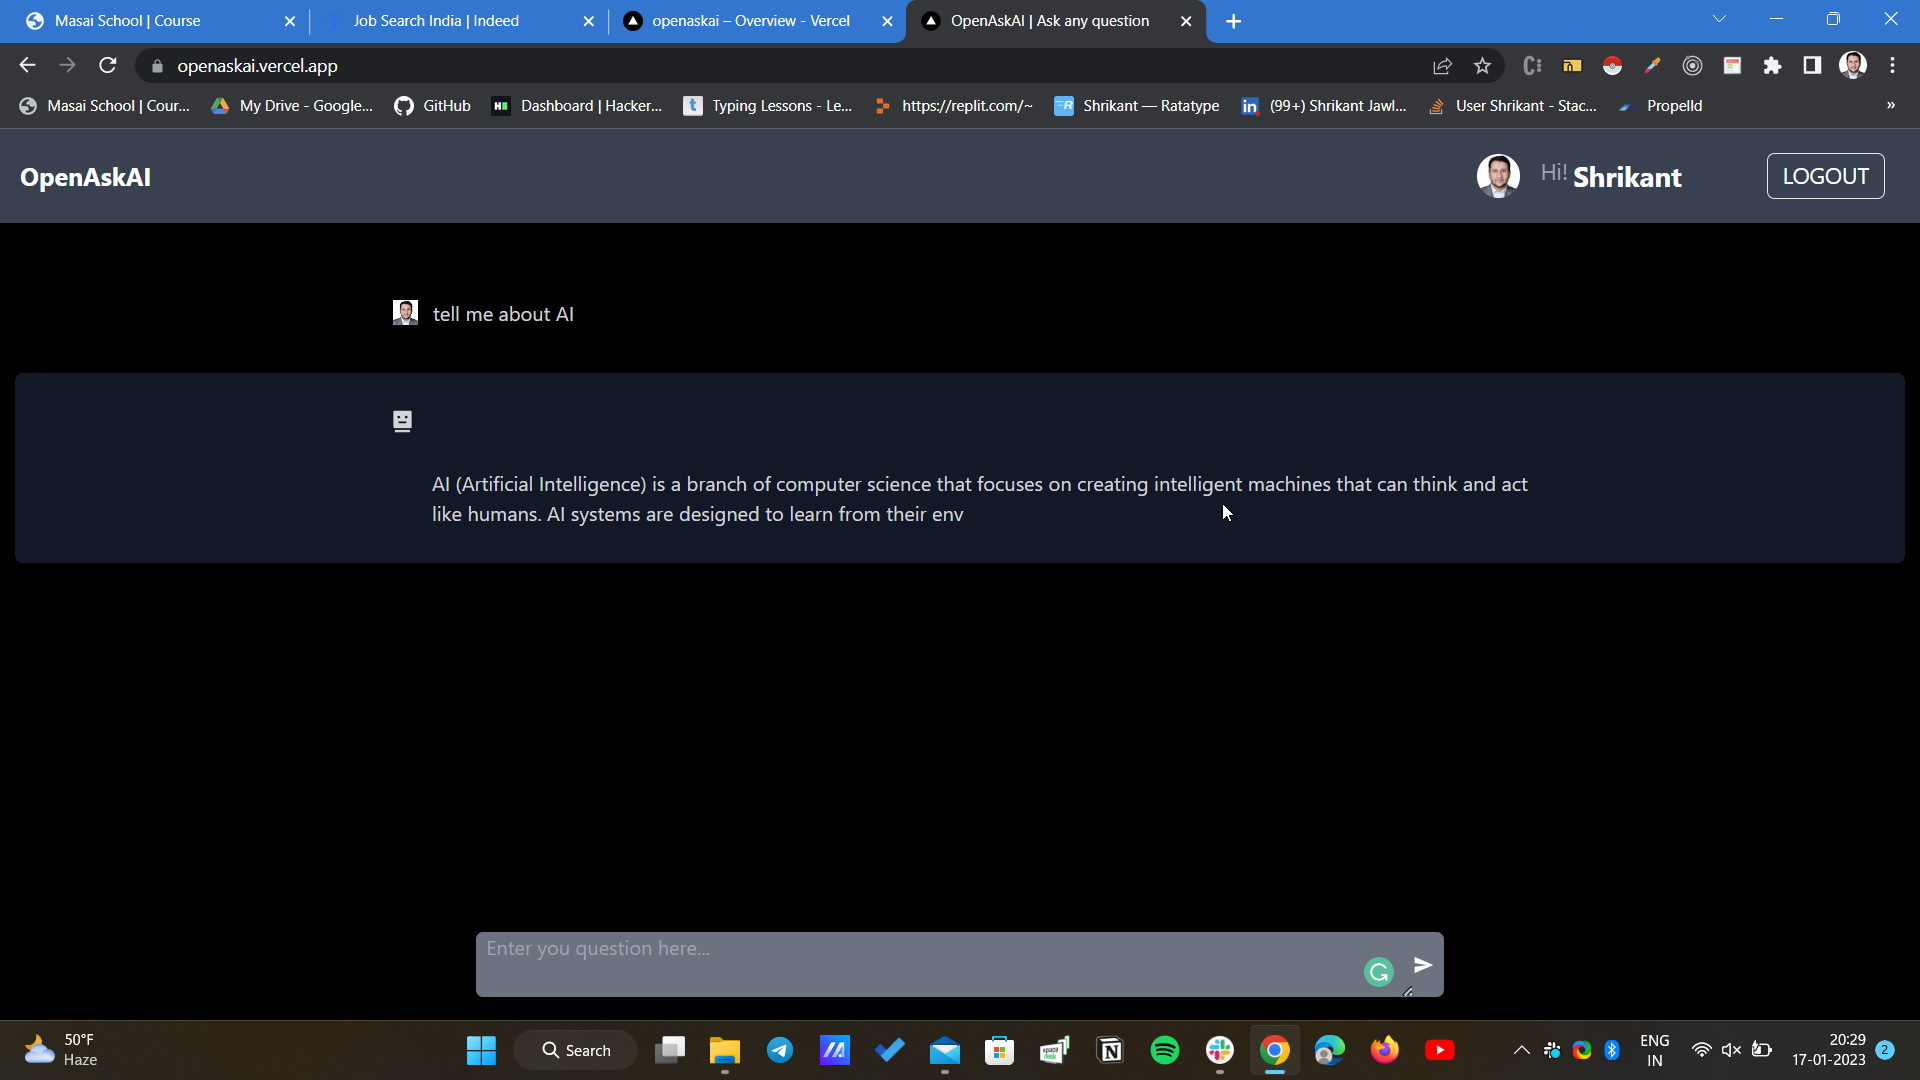 Masai School | Course
Job Search India | Indeed
openaskai – Overview - Vercel
OpenAskAI | Ask any question
openaskai.vercel.app
Masai School | Cour...
My Drive - Google...
GitHub
Dashboard | Hacker...
Typing Lessons - Le...
https://replit.com/~
Shrikant — Ratatype
(99+) Shrikant Jawl...
User Shrikant - Stac...
Propelld
»
OpenAskAI
Hi! Shrikant
LOGOUT
tell me about AI
AI (Artificial Intelligence) is a branch of computer science that focuses on creating intelligent machines that can think and act
like humans. AI systems are designed to learn from their env
Enter you question here...
50°F
Haze
Search
ENG
IN
20:29
17-01-2023
2